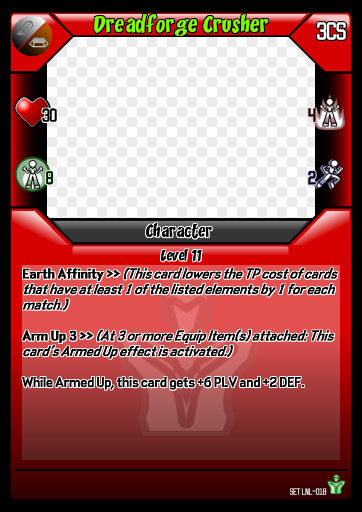 Dreadforge Crusher
3CS
30
4
8
2
Character
Level 11
Earth Affinity >> (This card lowers the TP cost of cards
that have at least 1 of the listed elements by 1 for each
match.)
Arm Up 3 >> (At 3 or more Equip Item(s) attached: This
card's Armed Up effect is activated.)
While Armed Up, this card gets +6 PLV and +2 DEF.
SET LNL-018